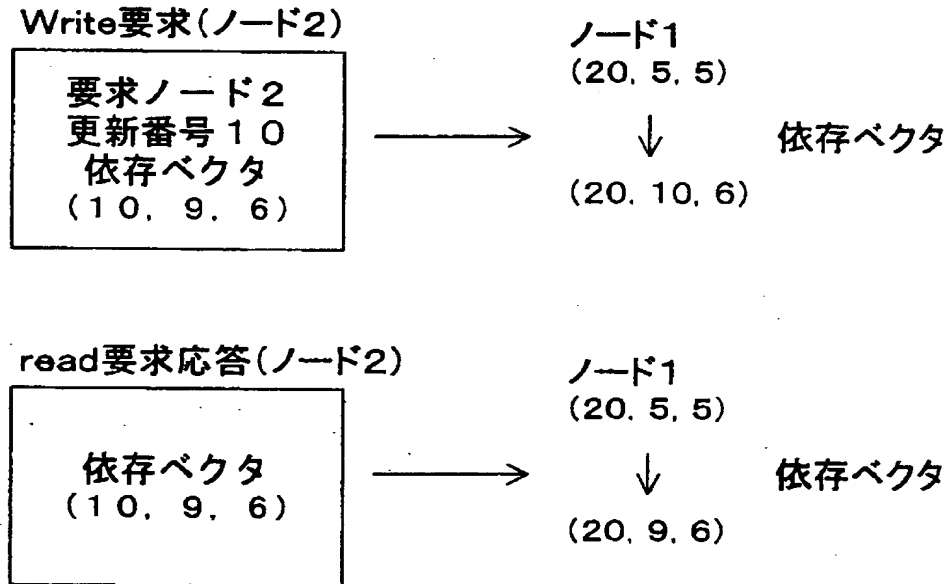 Write要求(ノード2)
要求ノード2
更新番号10
依存ベクタ
(10, 9, 6)
ノード1
(20, 5, 5)
↓ 依存ベクタ
(20, 10, 6)
read要求応答(ノード2)
依存ベクタ
(10, 9, 6)
ノード1
(20, 5, 5)
↓ 依存ベクタ
(20, 9, 6)